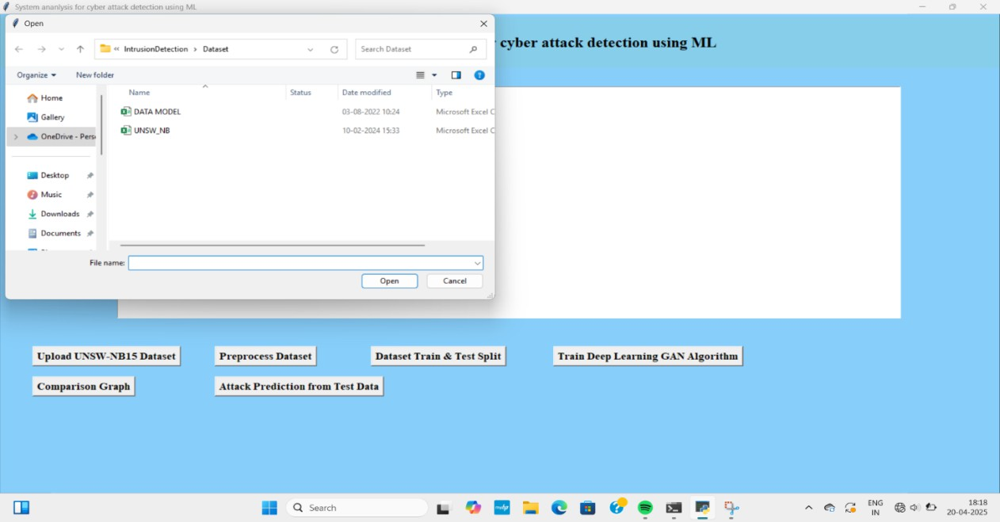 System ananlysis for cyber attack detection using ML
Open
cyber attack detection using ML
« IntrusionDetection › Dataset
Search Dataset
Organize
New folder
?
Name
Status
Date modified
Type
Home
Gallery
OneDrive - Pers
DATA MODEL
03-08-2022 10:24
Microsoft Excel C
UNSW_NB
10-02-2024 15:33
Microsoft Excel C
Desktop
Music
Downloads
Documents
File name:
Open
Cancel
Upload UNSW-NB15 Dataset
Preprocess Dataset
Dataset Train & Test Split
Train Deep Learning GAN Algorithm
Comparison Graph
Attack Prediction from Test Data
Search
ENG
IN
18:18
20-04-2025